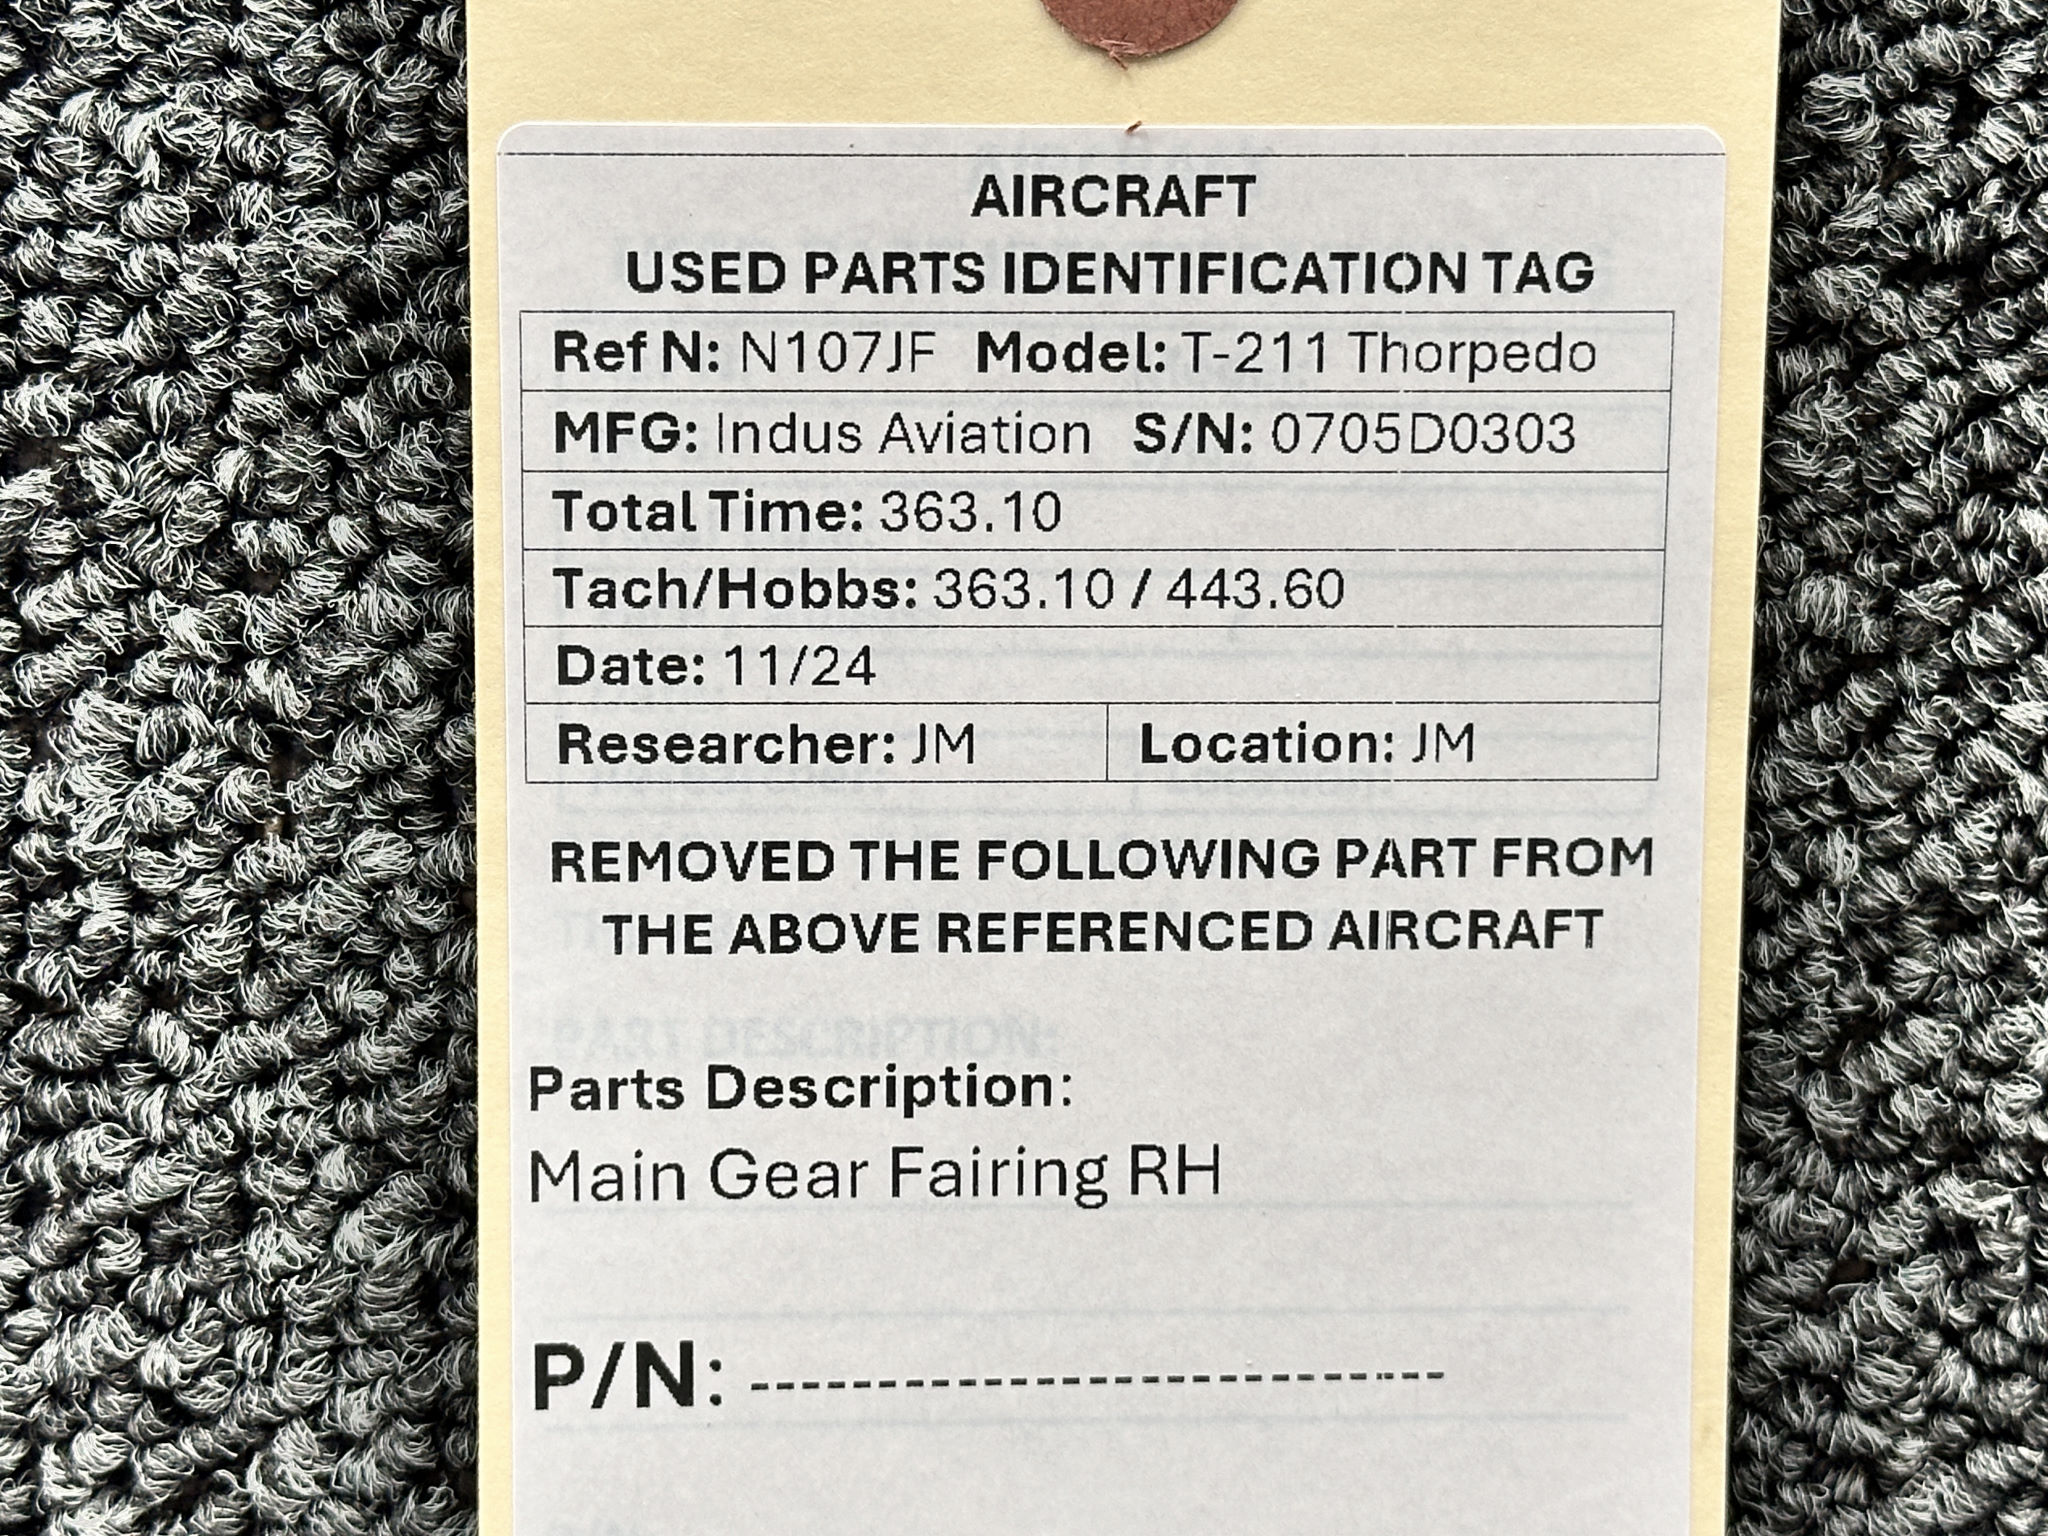 AIRCRAFT
USED PARTS IDENTIFICATION TAG
Ref N: N107JF Model: T-211 Thorpedo
MFG: Indus Aviation S/N: 0705D0303
Total Time: 363.10
Tach/Hobbs: 363.10 / 443.60
Date: 11/24
Researcher: JM Location: JM
REMOVED THE FOLLOWING PART FROM
THE ABOVE REFERENCED AIRCRAFT
PART DESCRIPTION:
Parts Description:
Main Gear Fairing RH
P/N: --------------------------